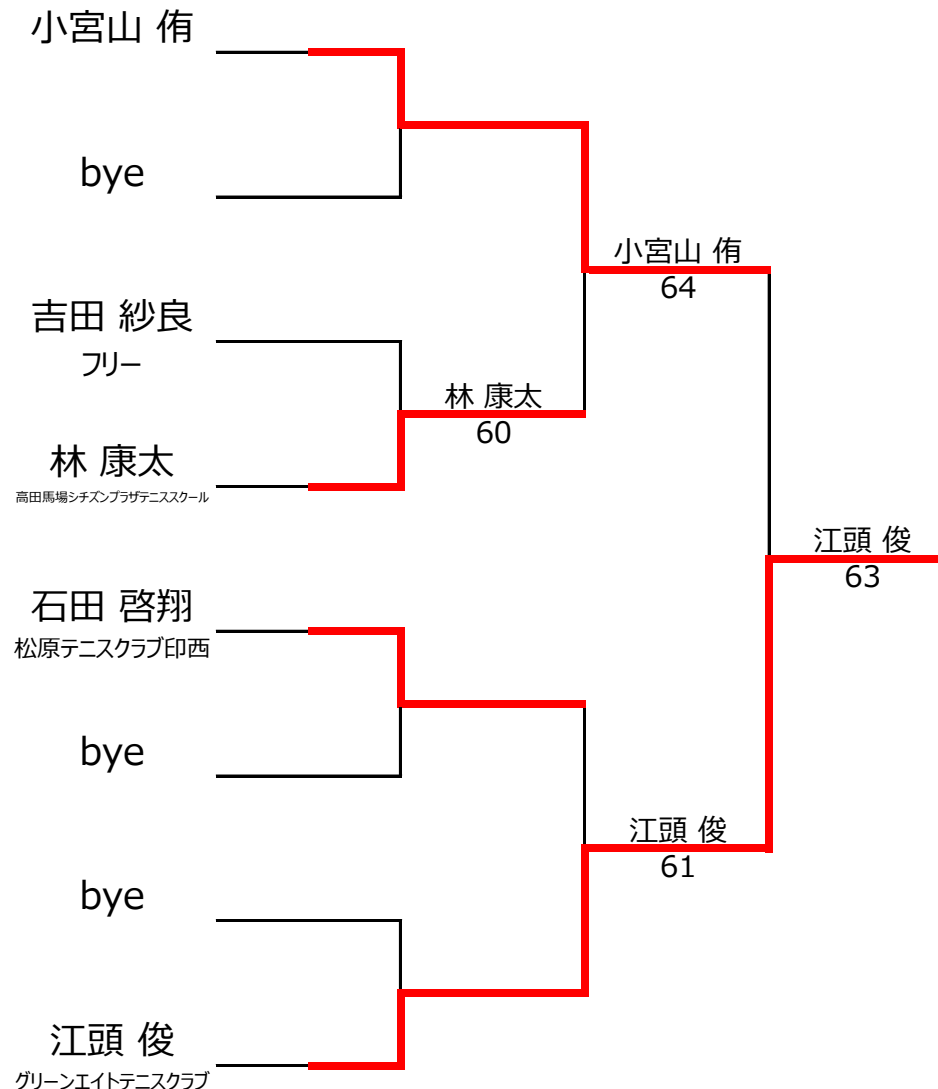 小宮山 侑
bye
吉田 紗良
フリー
林 康太
高田馬場シチズンプラザテニススクール
石田 啓翔
松原テニスクラブ印西
bye
bye
江頭 俊
グリーンエイトテニスクラブ
林 康太
60
小宮山 侑
64
江頭 俊
61
江頭 俊
63